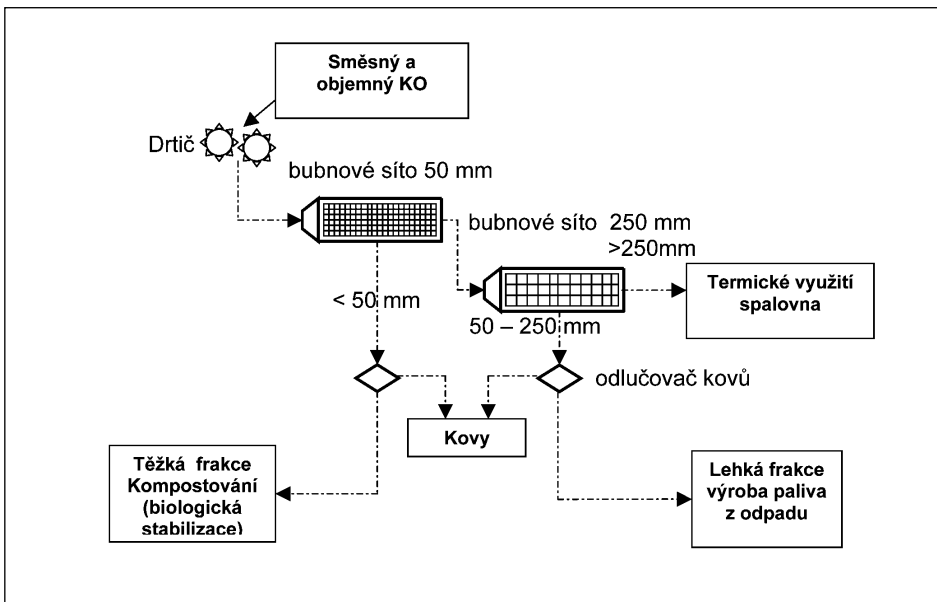 Směsný a
objemný KO
Drtič
bubnové síto 50 mm
bubnové síto 250 mm
>250mm
Termické využití
spalovna
< 50 mm
50 – 250 mm
odlučovač kovů
Kovy
Těžká frakce
Kompostování
(biologická
stabilizace)
Lehká frakce
výroba paliva
z odpadu